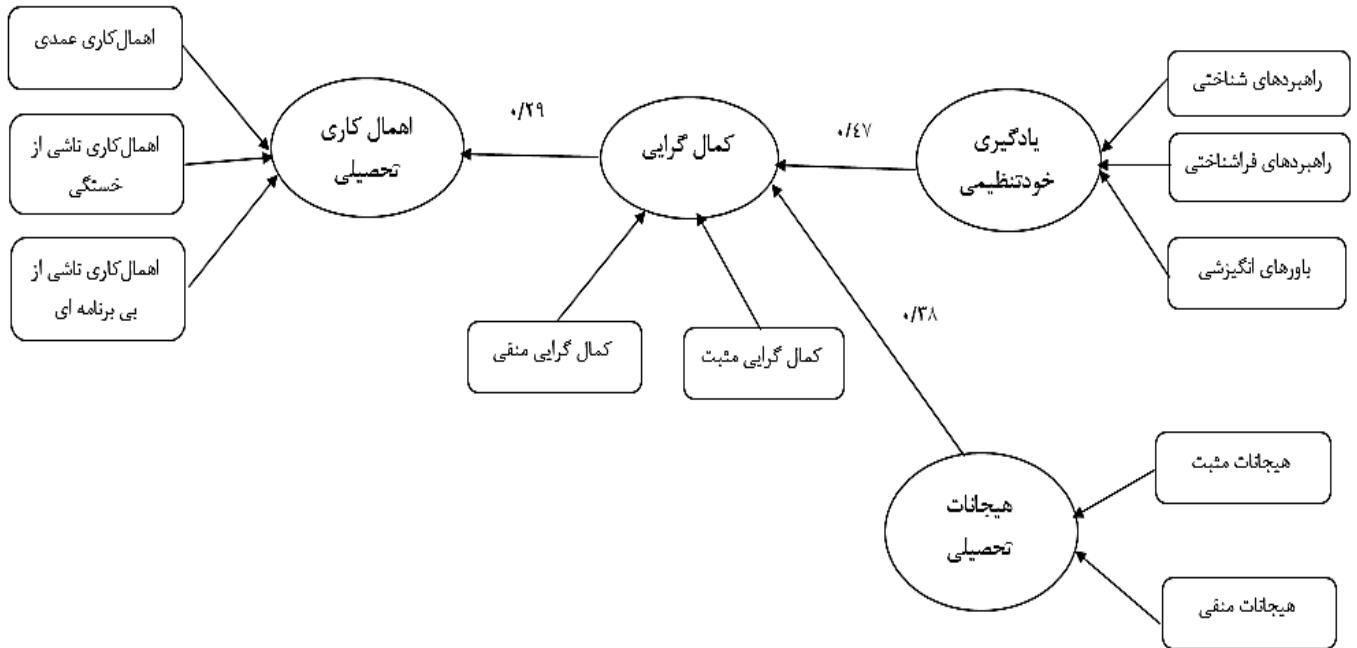 راهبردهای شناختی
راهبردهای فراشناختی
باورهای انگیزشی
یادگیری
خودتنظیمی
۰/٤۷
کمال گرایی
۰/۲۹
اهمال کاری
تحصیلی
اهمال‌کاری عمدی
اهمال‌کاری ناشی از
خستگی
اهمال‌کاری ناشی از
بی برنامه ای
کمال گرایی مثبت
کمال گرایی منفی
۰/۳۸
هیجانات
تحصیلی
هیجانات مثبت
هیجانات منفی